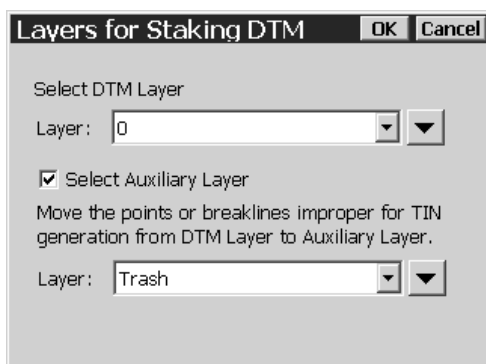 Layers for Staking DTM OK Cancel
Select DTM Layer
Layer: 0
Select Auxiliary Layer
Move the points or breaklines improper for TIN
generation from DTM Layer to Auxiliary Layer.
Layer: Trash